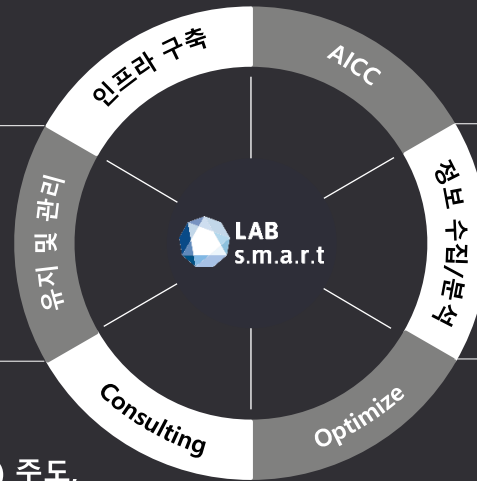 인프라 구축
AICC
정보 수집/분석
Optimize
Consulting
유지 및 관리
LAB
s.m.a.r.t
주도,